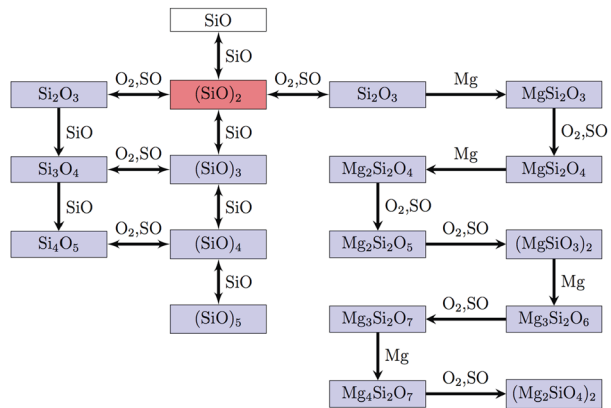 SiO
SiO
Si₂O₃ O₂,SO (SiO)₂ O₂,SO Si₂O₃ Mg MgSi₂O₃
SiO SiO O₂,SO
Si₃O₄ O₂,SO (SiO)₃ Mg₂Si₂O₄ Mg MgSi₂O₄
SiO SiO O₂,SO
Si₄O₅ O₂,SO (SiO)₄ Mg₂Si₂O₅ O₂,SO (MgSiO₃)₂
SiO Mg
(SiO)₅ Mg₃Si₂O₇ O₂,SO Mg₃Si₂O₆
Mg
Mg₄Si₂O₇ O₂,SO (Mg₂SiO₄)₂